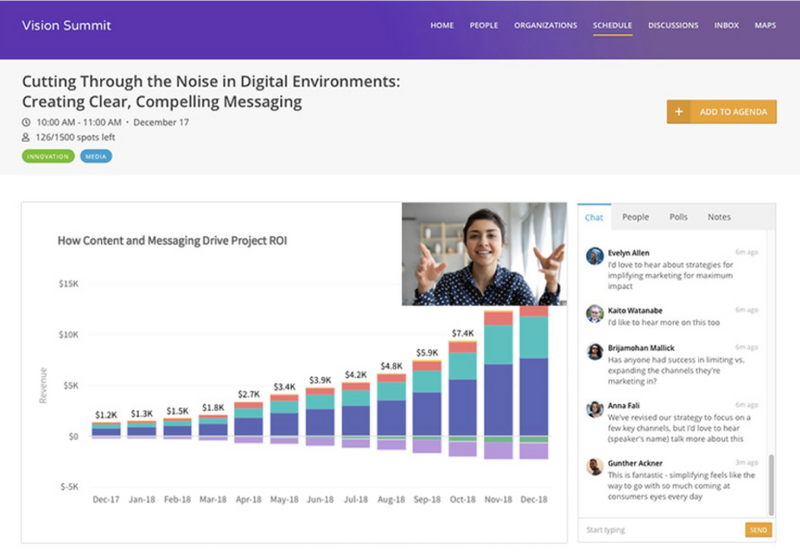 Vision Summit
HOME PEOPLE ORGANIZATIONS SCHEDULE DISCUSSIONS INBOX MAPS
Cutting Through the Noise in Digital Environments:
Creating Clear, Compelling Messaging
10:00 AM - 11:00 AM • December 17
126/1500 spots left
INNOVATION MEDIA
+ ADD TO AGENDA
How Content and Messaging Drive Project ROI
$15K
$10K
$5K
$0
$-5K
Revenue
$1.2K $1.3K $1.5K $1.8K $2.7K $3.4K $3.9K $4.2K $4.8K $5.9K $7.4K
Dec-17 Jan-18 Feb-18 Mar-18 Apr-18 May-18 Jun-18 Jul-18 Aug-18 Sep-18 Oct-18 Nov-18 Dec-18
Chat People Polls Notes
Evelyn Allen 6m ago
I'd love to hear about strategies for
implifying marketing for maximum
impact
Kaito Watanabe 6m ago
I'd like to hear more on this too
Brijamohan Mallick 6m ago
Has anyone had success in limiting vs.
expanding the channels they're
marketing in?
Anna Fali 6m ago
We've revised our strategy to focus on a
few key channels, but I'd love to hear
(speaker's name) talk more about this
Gunther Ackner 3m ago
This is fantastic - simplifying feels like the
way to go with so much coming at
consumers eyes every day
Start typing SEND